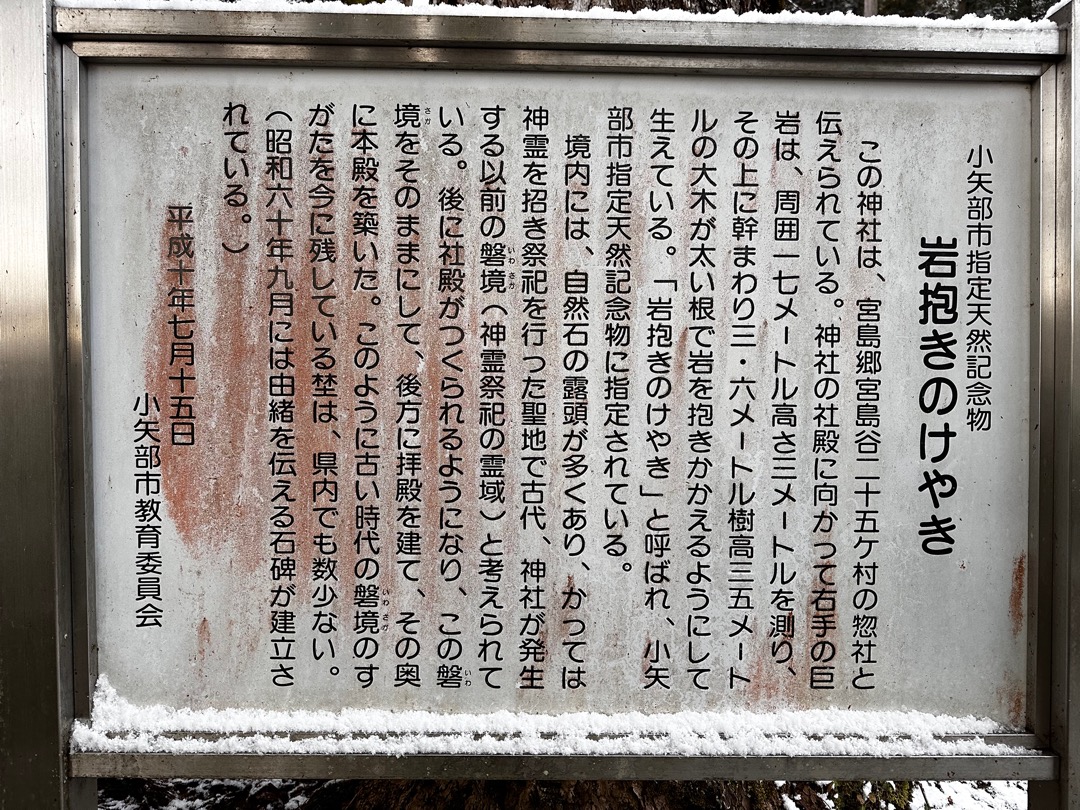 小矢部市指定天然記念物
岩抱きのけやき
この神社は、宮島郷宮島谷二十五ケ村の惣社と
伝えられている。神社の社殿に向かって右手の巨
岩は、周囲一七メートル高さ三メートルを測り、
その上に幹まわり三・六メートル樹高三五メート
ルの大木が太い根で岩を抱きかかえるようにして
生えている。「岩抱きのけやき」と呼ばれ、小矢
部市指定天然記念物に指定されている。
境内には、自然石の露頭が多くあり、かつては
神霊を招き祭祀を行った聖地で古代、神社が発生
する以前の磐境（神霊祭祀の霊域）と考えられて
いる。後に社殿がつくられるようになり、この磐
境をそのままにして、後方に拝殿を建て、その奥
に本殿を築いた。このように古い時代の磐境のす
がたを今に残している埜は、県内でも数少ない。
（昭和六十年九月には由緒を伝える石碑が建立さ
れている。）
平成十年七月十五日
小矢部市教育委員会